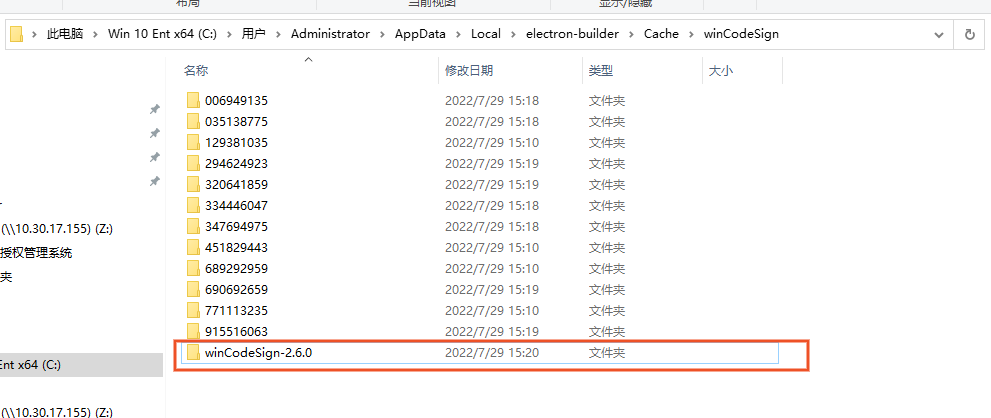 布局 当前视图 显示/隐藏
此电脑 Win 10 Ent x64 (C:) 用户 Administrator AppData Local electron-builder Cache winCodeSign
名称 修改日期 类型 大小
006949135 2022/7/29 15:18 文件夹
035138775 2022/7/29 15:18 文件夹
129381035 2022/7/29 15:10 文件夹
294624923 2022/7/29 15:19 文件夹
320641859 2022/7/29 15:19 文件夹
334446047 2022/7/29 15:18 文件夹
347694975 2022/7/29 15:18 文件夹
(\\10.30.17.155) (Z:)
451829443 2022/7/29 15:10 文件夹
授权管理系统
689292959 2022/7/29 15:10 文件夹
夹
690692659 2022/7/29 15:19 文件夹
771113235 2022/7/29 15:10 文件夹
915516063 2022/7/29 15:19 文件夹
winCodeSign-2.6.0 2022/7/29 15:20 文件夹
Ent x64 (C:)
(\\10.30.17.155) (Z:)